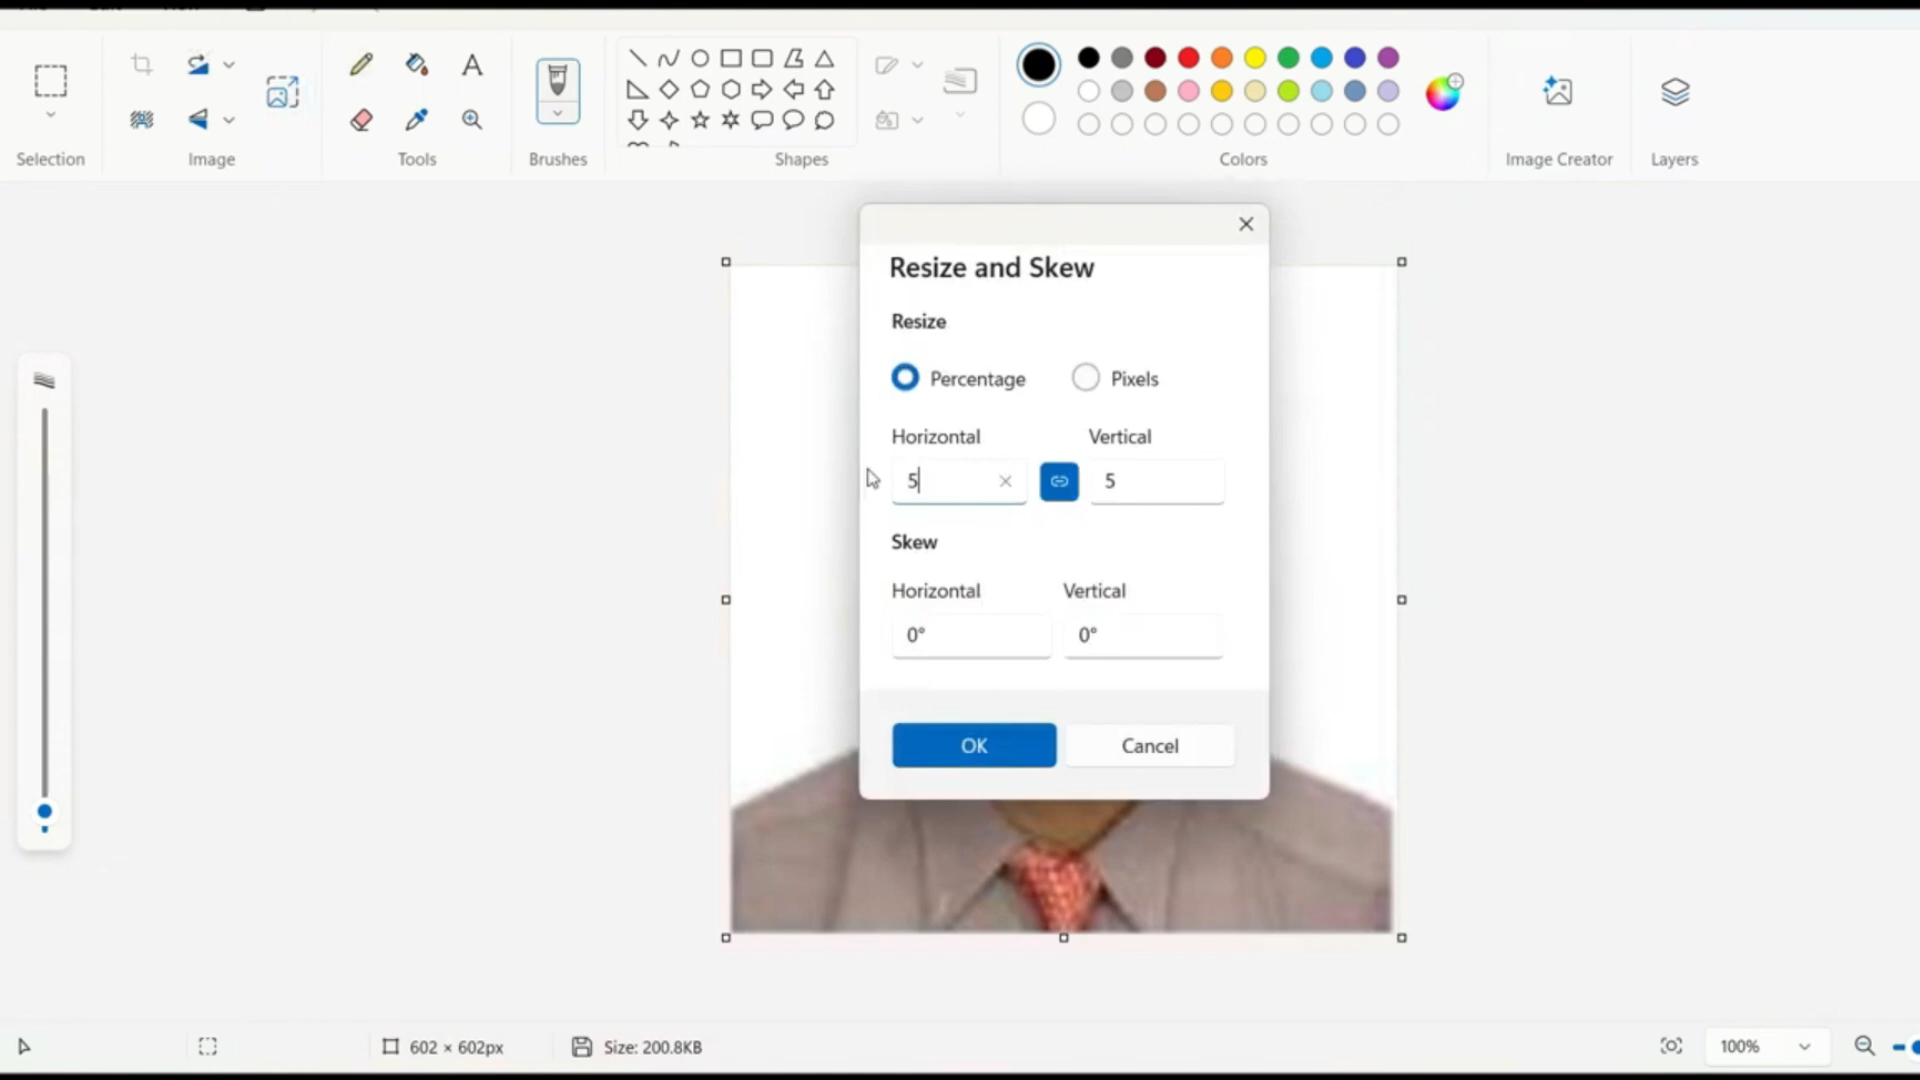 Selection
Image
Tools
Brushes
Shapes
Colors
Image Creator
Layers
Resize and Skew
Resize
Percentage
Pixels
Horizontal
Vertical
5
5
Skew
Horizontal
Vertical
0°
0°
OK
Cancel
602 × 602px
Size: 200.8KB
100%